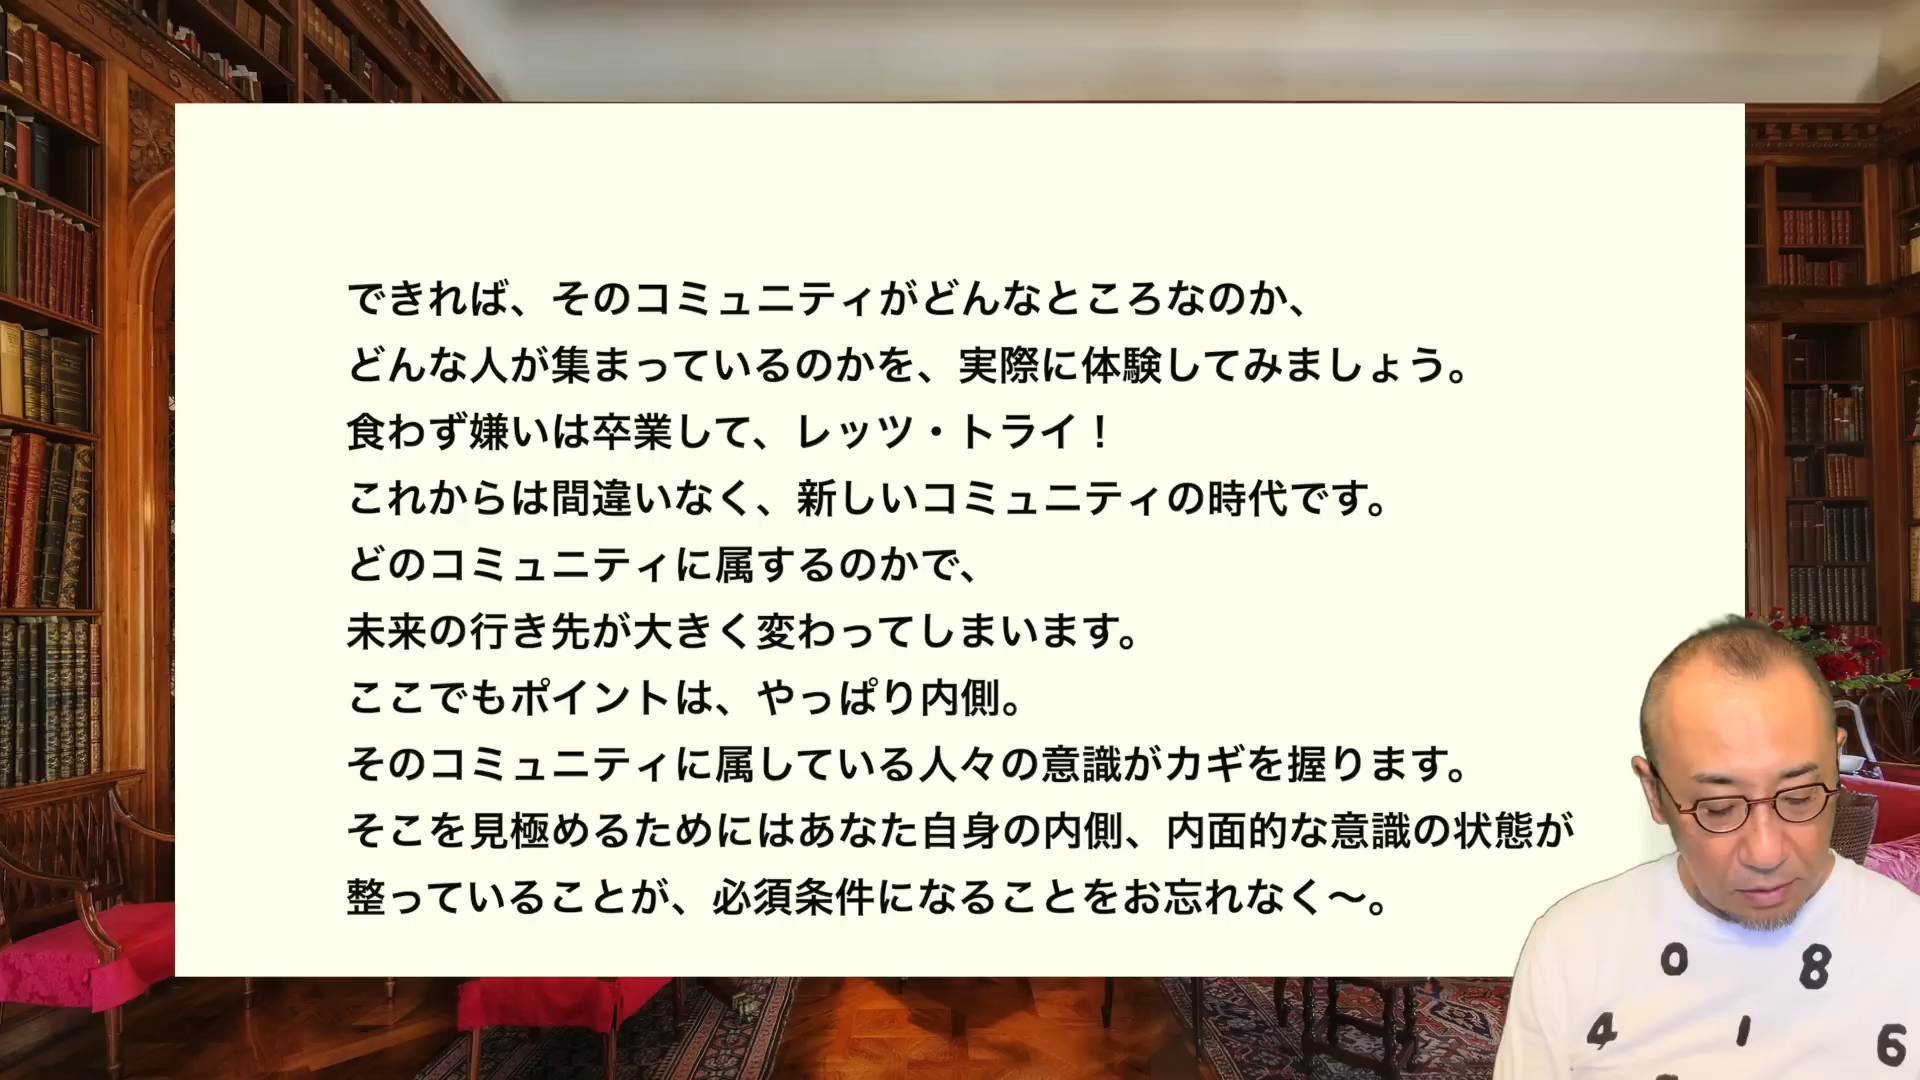 できれば、そのコミュニティがどんなところなのか、
どんな人が集まっているのかを、実際に体験してみましょう。
食わず嫌いは卒業して、レッツ・トライ！
これからは間違いなく、新しいコミュニティの時代です。
どのコミュニティに属するのかで、
未来の行き先が大きく変わってしまいます。
ここでもポイントは、やっぱり内側。
そのコミュニティに属している人々の意識がカギを握ります。
そこを見極めるためにはあなた自身の内側、内面的な意識の状態が
整っていることが、必須条件になることをお忘れなく〜。
0 8
4 1 6